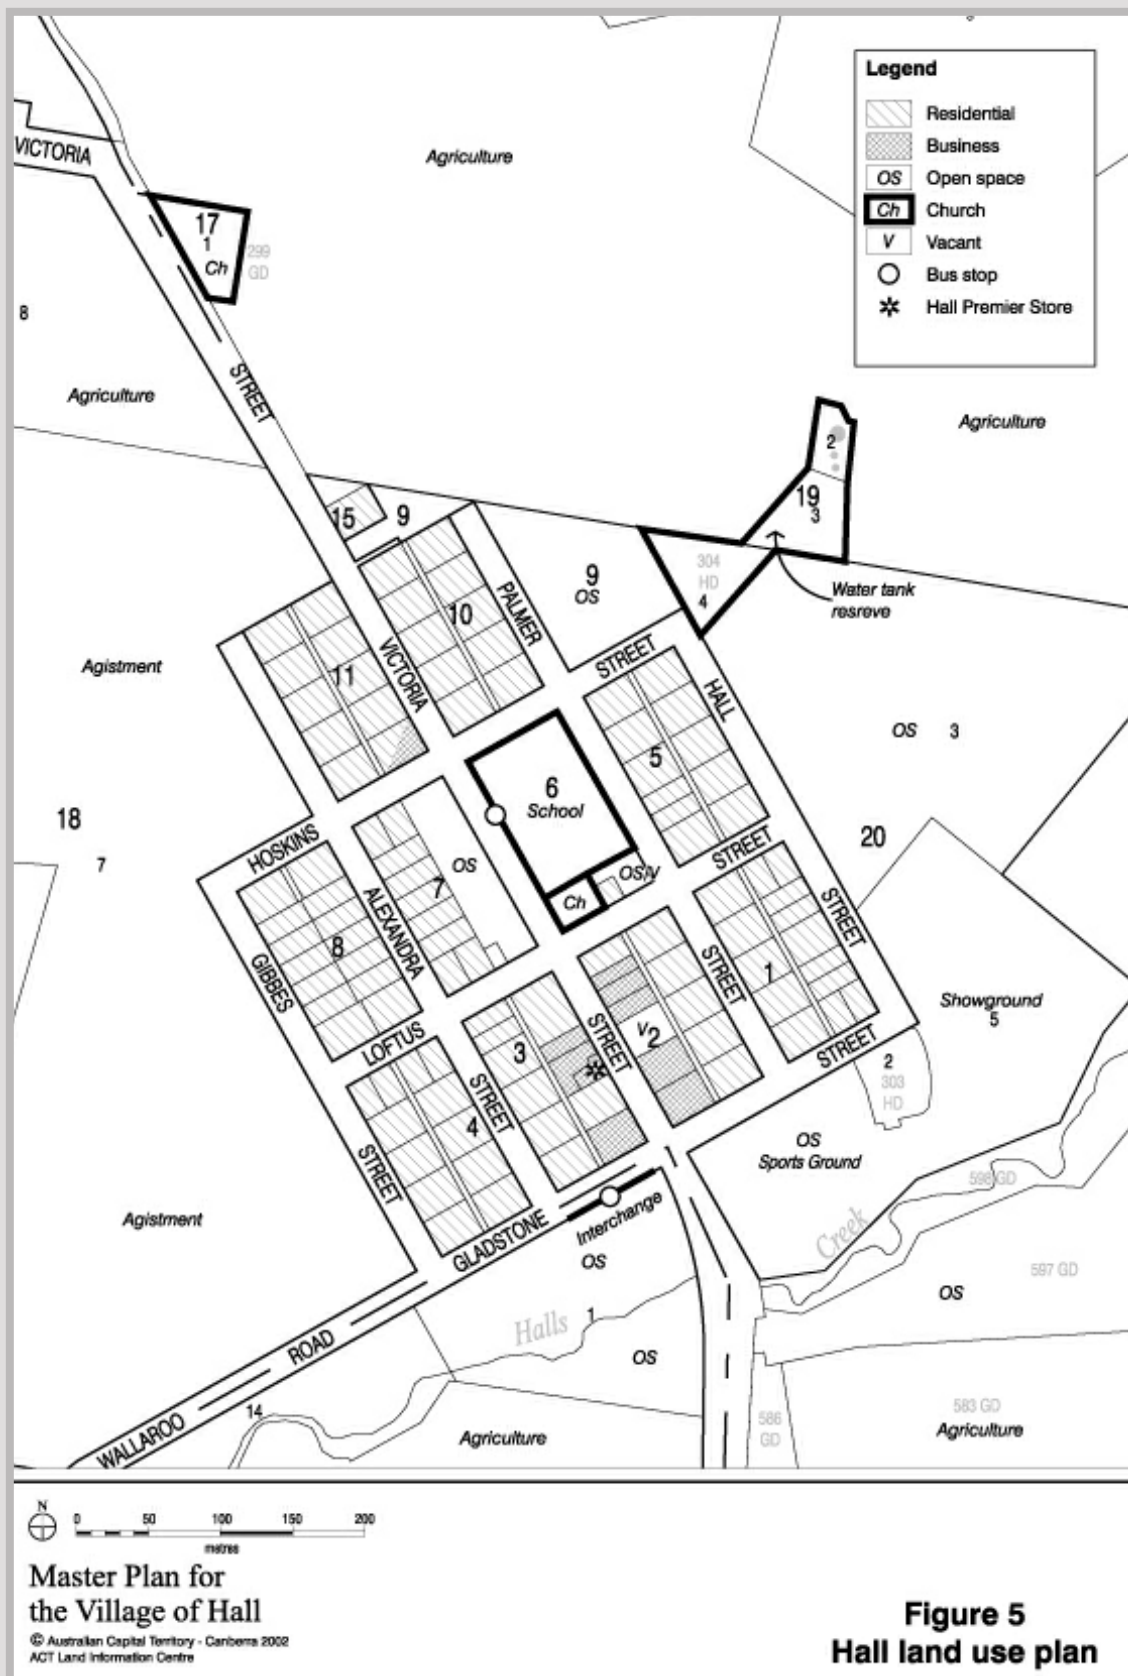 Legend
Residential
Business
OS Open space
Ch Church
V Vacant
Bus stop
Hall Premier Store
VICTORIA
Agriculture
17
1
Ch
299
GD
8
STREET
Agriculture
Agriculture
2
19
3
15
9
304
HD
4
Water tank
resreve
9
OS
PALMER
10
STREET
Agistment
11
VICTORIA
HALL
5
OS 3
6
School
18
7
HOSKINS
OS
7
STREET
20
OS/V
Ch
ALEXANDRA
8
GIBBES
STREET
STREET
1
Showground
5
LOFTUS
3
STREET
V
2
STREET
2
303
HD
STREET
4
OS
Sports Ground
STREET
598 GD
Agistment
GLADSTONE
Interchange
OS
Creek
597 GD
OS
Halls
1
OS
ROAD
14
WALLAROO
Agriculture
586
GD
583 GD
Agriculture
N
0 50 100 150 200
metres
Master Plan for
the Village of Hall
© Australian Capital Territory - Canberra 2002
ACT Land Information Centre
Figure 5
Hall land use plan